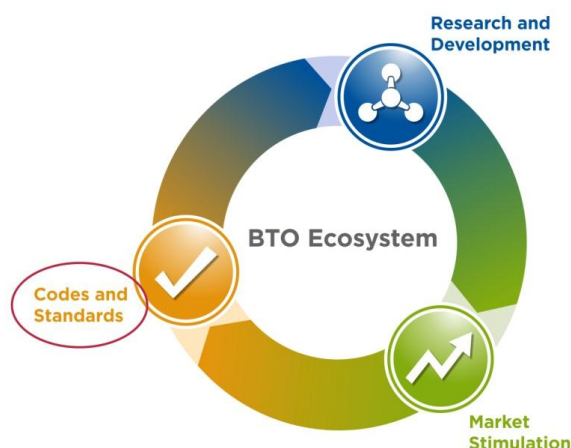 Research and
Development
BTO Ecosystem
Codes and
Standards
Market
Stimulation